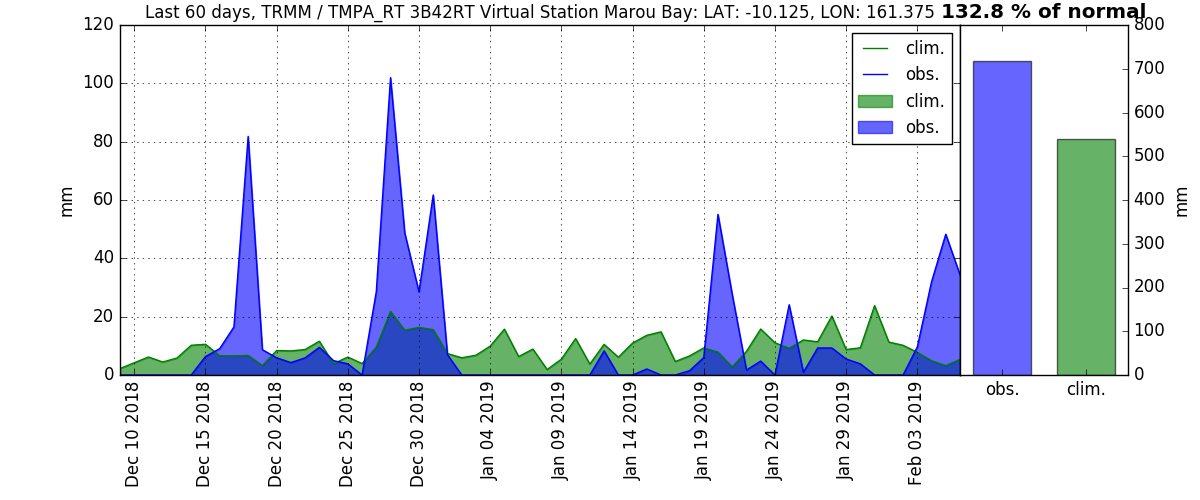 Last 60 days, TRMM / TMPA_RT 3B42RT Virtual Station Marou Bay: LAT: -10.125, LON: 161.375 132.8 % of normal
120
100
80
60
40
20
0
mm
clim.
obs.
clim.
obs.
800
700
600
500
400
300
200
100
0
mm
obs.
clim.
Dec 10 2018
Dec 15 2018
Dec 20 2018
Dec 25 2018
Dec 30 2018
Jan 04 2019
Jan 09 2019
Jan 14 2019
Jan 19 2019
Jan 24 2019
Jan 29 2019
Feb 03 2019